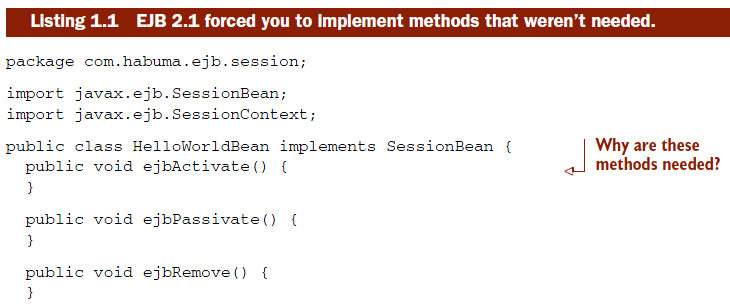 Listing 1.1 EJB 2.1 forced you to implement methods that weren't needed.
package com.habuma.ejb.session;
import javax.ejb.SessionBean;
import javax.ejb.SessionContext;
public class HelloWorldBean implements SessionBean {
Why are these
public void ejbActivate() {
methods needed?
}
public void ejbPassivate() {
}
public void ejbRemove() {
}